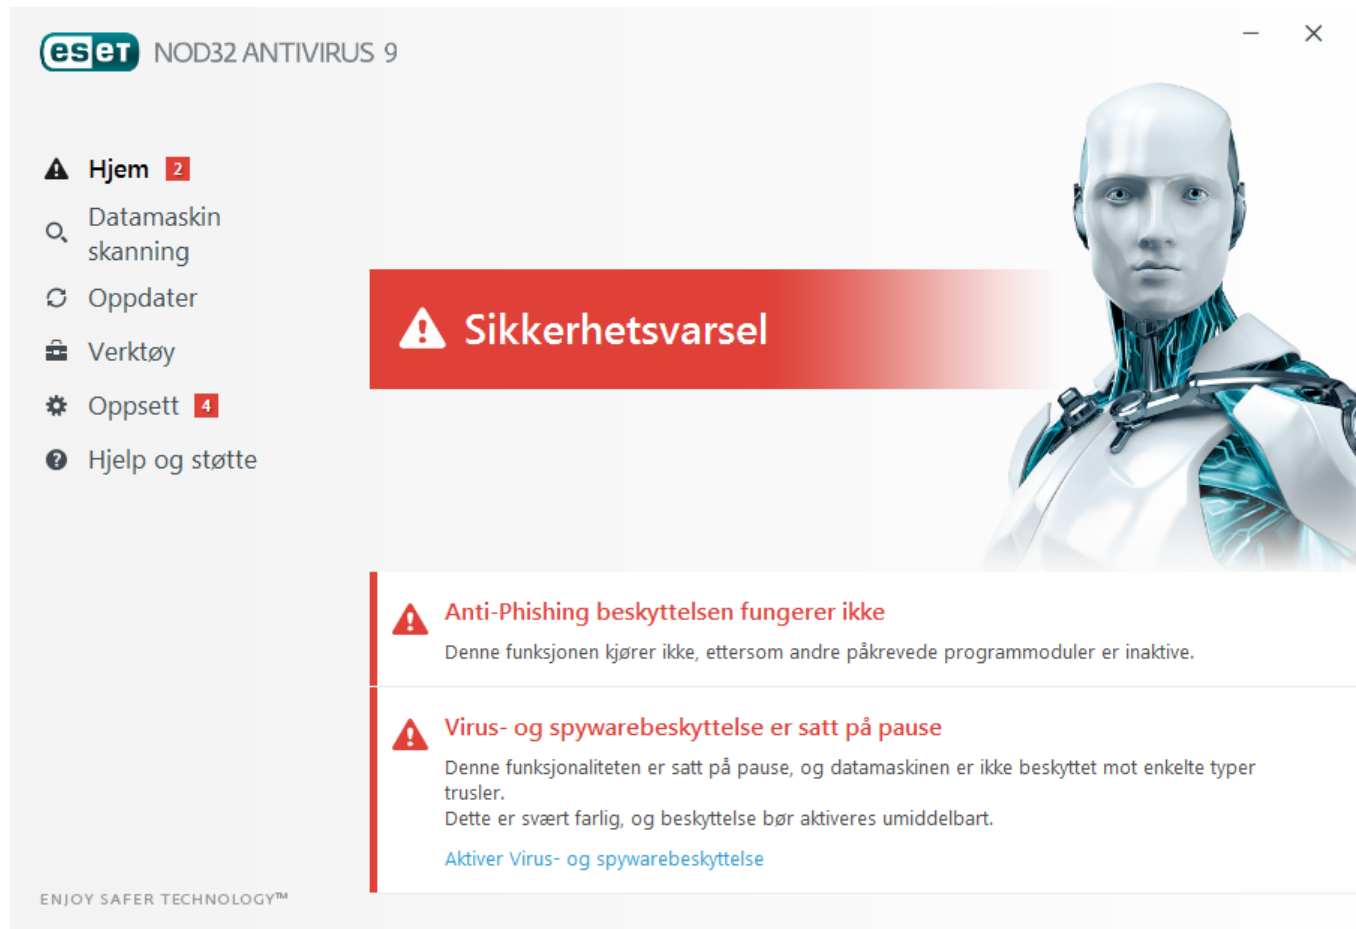 eset NOD32 ANTIVIRUS 9
Hjem 2
Datamaskin
skanning
Oppdater
Verktøy
Oppsett 4
Hjelp og støtte
Sikkerhetsvarsel
Anti-Phishing beskyttelsen fungerer ikke
Denne funksjonen kjører ikke, ettersom andre påkrevede programmoduler er inaktive.
Virus- og spywarebeskyttelse er satt på pause
Denne funksjonaliteten er satt på pause, og datamaskinen er ikke beskyttet mot enkelte typer
trusler.
Dette er svært farlig, og beskyttelse bør aktiveres umiddelbart.
Aktiver Virus- og spywarebeskyttelse
ENJOY SAFER TECHNOLOGY™